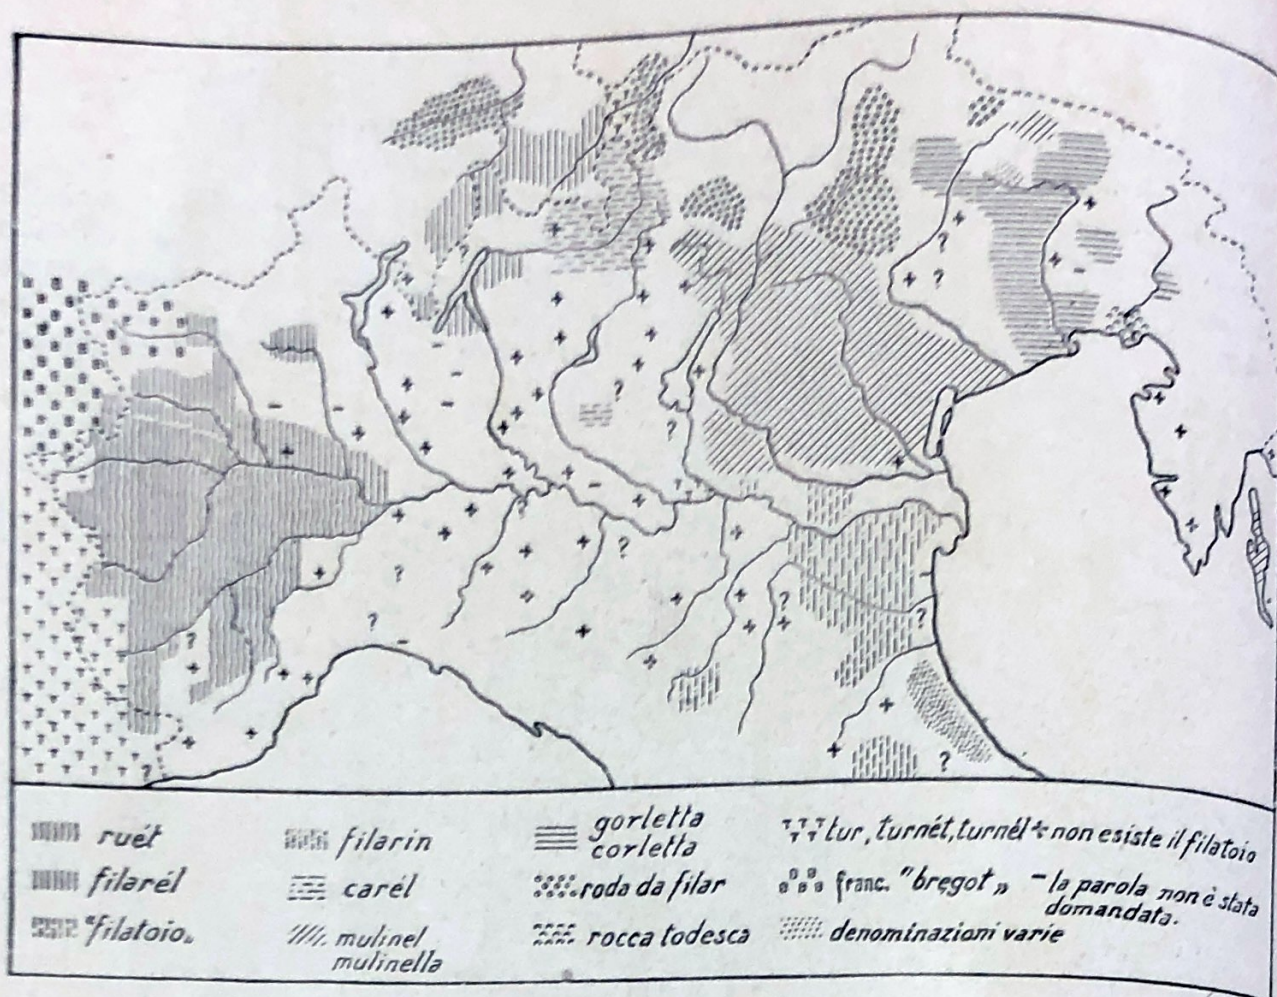 ruét
filarél
"filatoio„
filarin
carél
mulinel
mulinella
gorletta
corletta
roda da filar
rocca todesca
tur, turnét, turnél
franc. "bręgot„
denominazioni varie
+ non esiste il filatoio
- la parola non è stata
domandata.